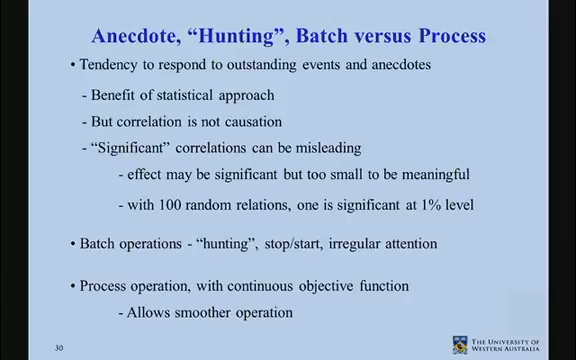 Anecdote, “Hunting”, Batch versus Process
• Tendency to respond to outstanding events and anecdotes
- Benefit of statistical approach
- But correlation is not causation
- “Significant” correlations can be misleading
- effect may be significant but too small to be meaningful
- with 100 random relations, one is significant at 1% level
• Batch operations - “hunting”, stop/start, irregular attention
• Process operation, with continuous objective function
- Allows smoother operation
30
THE UNIVERSITY OF
WESTERN AUSTRALIA